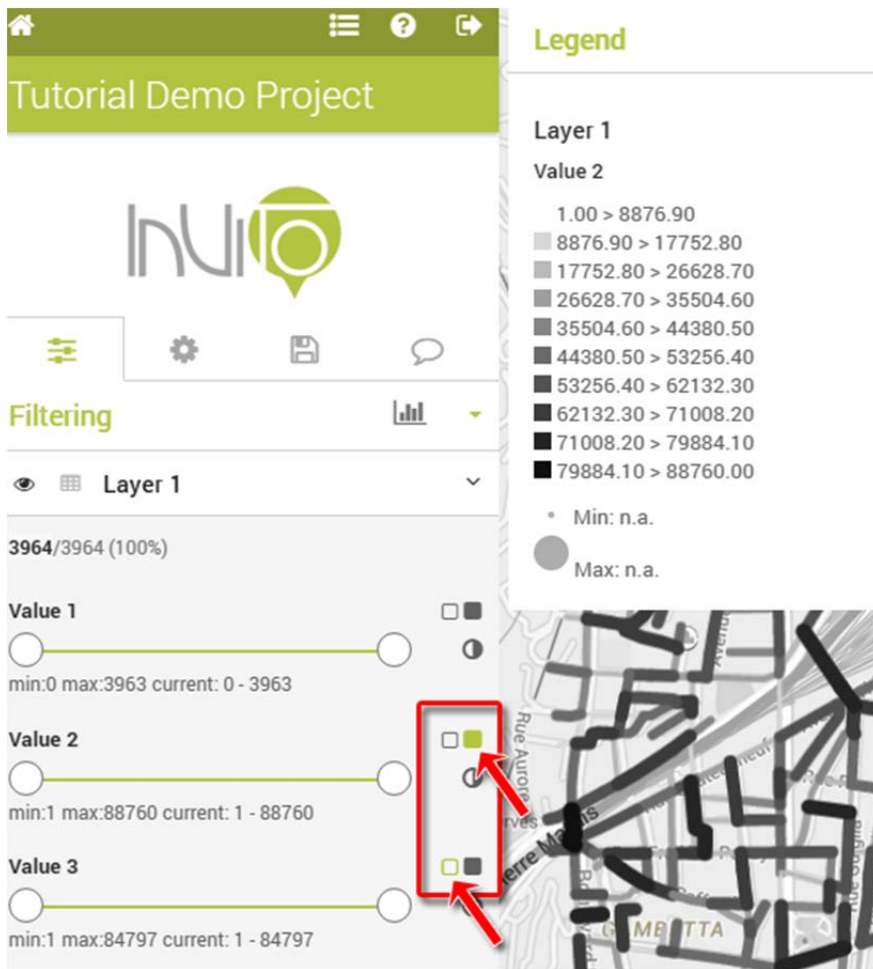 Tutorial Demo Project
InViTo
Filtering
Layer 1
3964/3964 (100%)
Value 1
min:0 max:3963 current: 0 - 3963
Value 2
min:1 max:88760 current: 1 - 88760
Value 3
min:1 max:84797 current: 1 - 84797
Legend
Layer 1
Value 2
1.00 > 8876.90
8876.90 > 17752.80
17752.80 > 26628.70
26628.70 > 35504.60
35504.60 > 44380.50
44380.50 > 53256.40
53256.40 > 62132.30
62132.30 > 71008.20
71008.20 > 79884.10
79884.10 > 88760.00
Min: n.a.
Max: n.a.
Rue Aurore